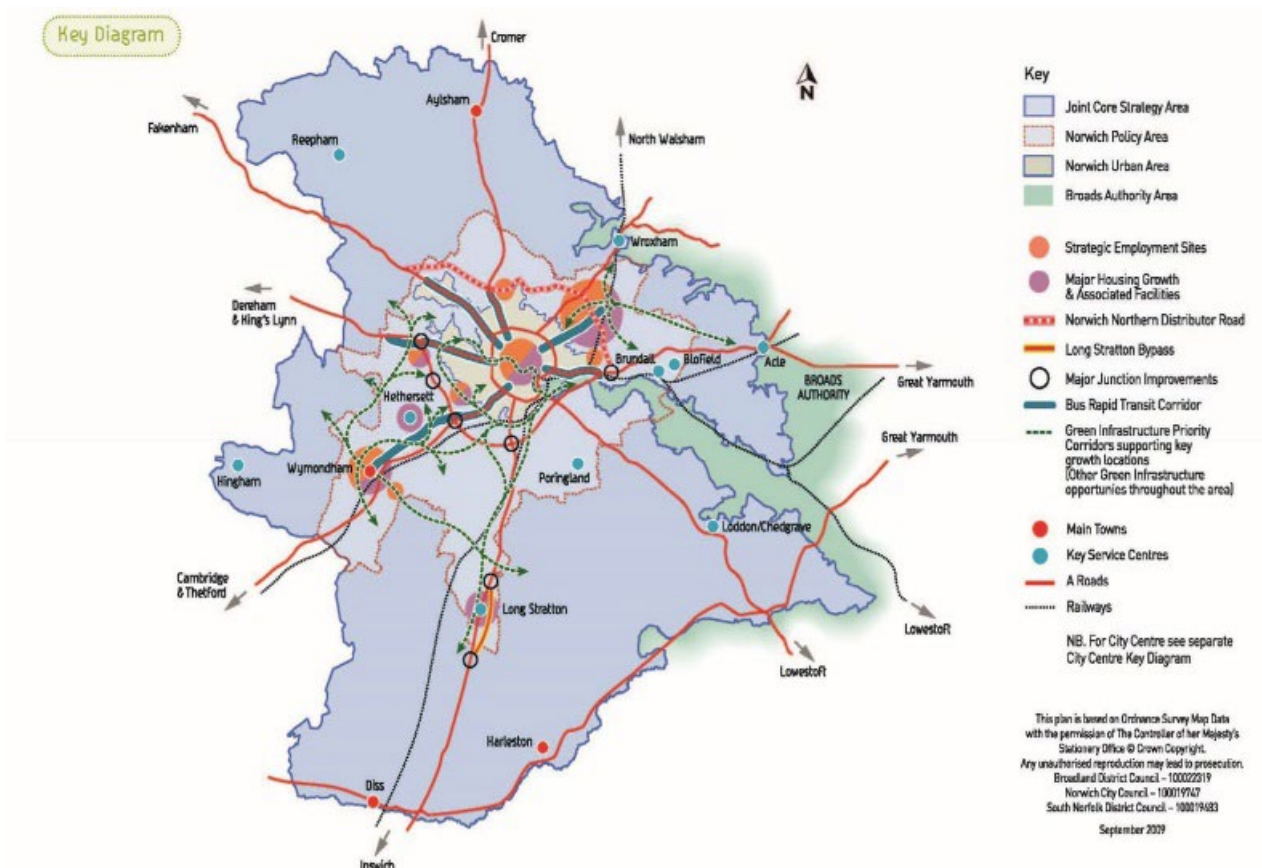 Key Diagram
Cromer
Aylsham
Fakenham
Reepham
North Walsham
Wroxham
Dereham
& King's Lynn
Brundall
Blofield
Acle
BROADS
AUTHORITY
Great Yarmouth
Great Yarmouth
Hethersett
Hingham
Wymondham
Poringland
Loddon/Chedgrave
Cambridge
& Thetford
Long Stratton
Lowestoft
Lowestoft
Harleston
Diss
Ipswich
N
Key
Joint Core Strategy Area
Norwich Policy Area
Norwich Urban Area
Broads Authority Area
Strategic Employment Sites
Major Housing Growth
& Associated Facilities
Norwich Northern Distributor Road
Long Stratton Bypass
Major Junction Improvements
Bus Rapid Transit Corridor
Green Infrastructure Priority
Corridors supporting key
growth locations
(Other Green Infrastructure
opportunies throughout the area)
Main Towns
Key Service Centres
A Roads
Railways
NB. For City Centre see separate
City Centre Key Diagram
This plan is based on Ordnance Survey Map Data
with the permission of The Controller of her Majesty's
Stationery Office © Crown Copyright.
Any unauthorised reproduction may lead to prosecution.
Broadland District Council - 100022319
Norwich City Council - 100019747
South Norfolk District Council - 100019483
September 2009